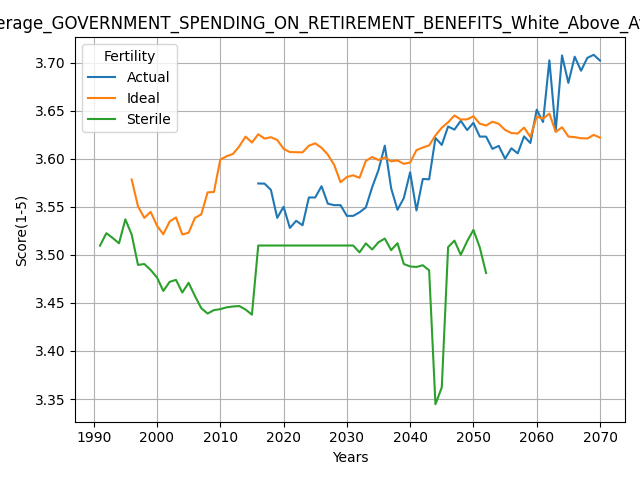 erage_GOVERNMENT_SPENDING_ON_RETIREMENT_BENEFITS_White_Above_A
Fertility
Actual
Ideal
Sterile
Score(1-5)
3.70
3.65
3.60
3.55
3.50
3.45
3.40
3.35
1990 2000 2010 2020 2030 2040 2050 2060 2070
Years